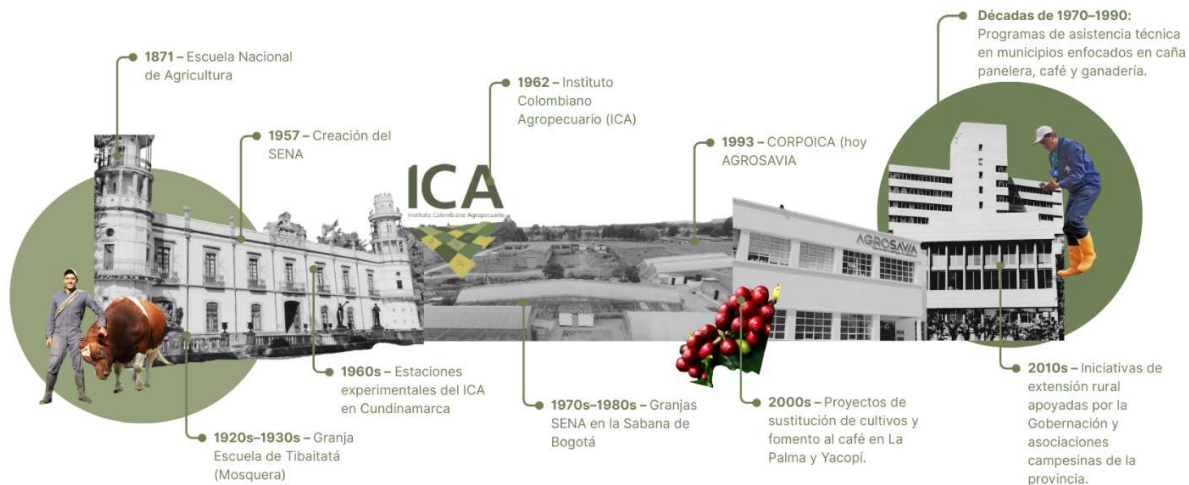 1871 – Escuela Nacional
de Agricultura
1957 – Creación del
SENA
1962 – Instituto
Colombiano
Agropecuario (ICA)
1993 – CORPOICA (hoy
AGROSAVIA
Décadas de 1970–1990:
Programas de asistencia técnica
en municipios enfocados en caña
panelera, café y ganadería.
ICA
Instituto Colombiano Agropecuario
AGROSAVIA
1920s–1930s – Granja
Escuela de Tibaitatá
(Mosquera)
1960s – Estaciones
experimentales del ICA
en Cundinamarca
1970s–1980s – Granjas
SENA en la Sabana de
Bogotá
2000s – Proyectos de
sustitución de cultivos y
fomento al café en La
Palma y Yacopí.
2010s – Iniciativas de
extensión rural
apoyadas por la
Gobernación y
asociaciones
campesinas de la
provincia.